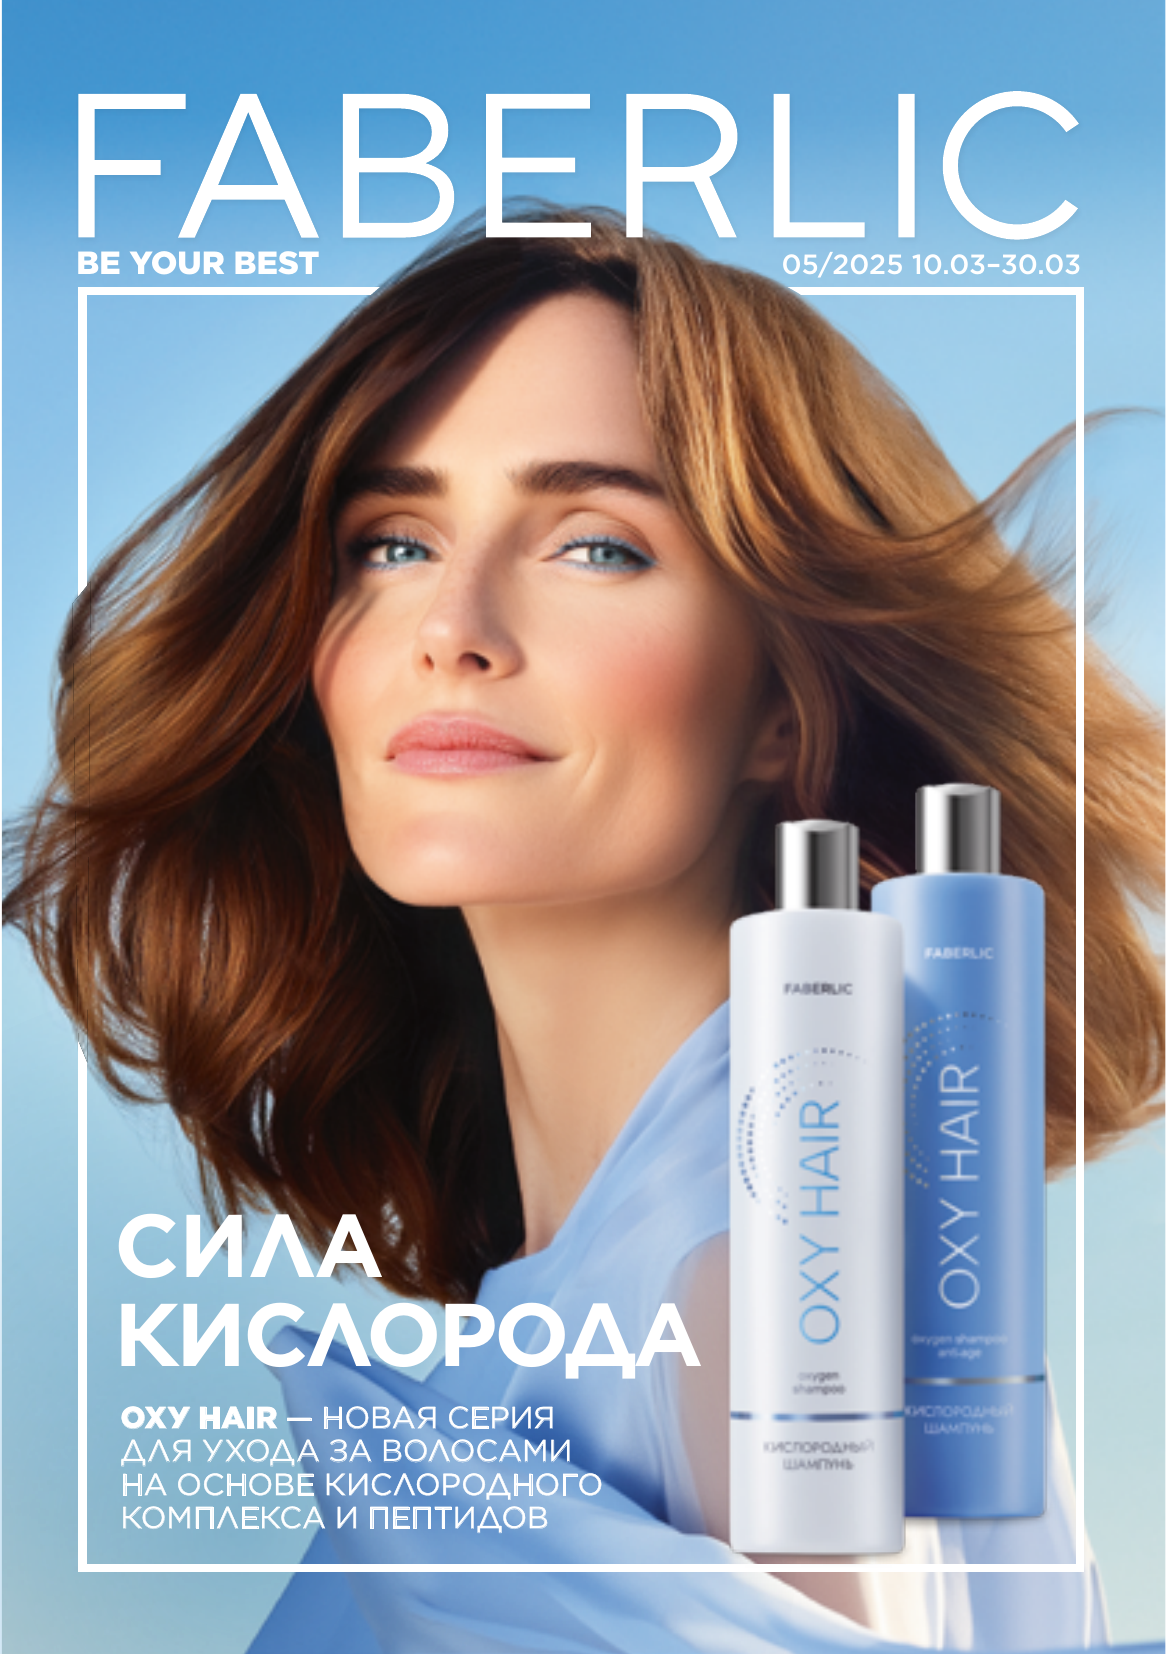 FABERLIC
BE YOUR BEST
05/2025 10.03–30.03
СИЛА
КИСЛОРОДА
OXY HAIR — НОВАЯ СЕРИЯ
ДЛЯ УХОДА ЗА ВОЛОСАМИ
НА ОСНОВЕ КИСЛОРОДНОГО
КОМПЛЕКСА И ПЕПТИДОВ
FABERLIC
OXY HAIR
oxygen
shampoo
КИСЛОРОДНЫЙ
ШАМПУНЬ
FABERLIC
OXY HAIR
oxygen shampoo
anti-age
КИСЛОРОДНЫЙ
ШАМПУНЬ